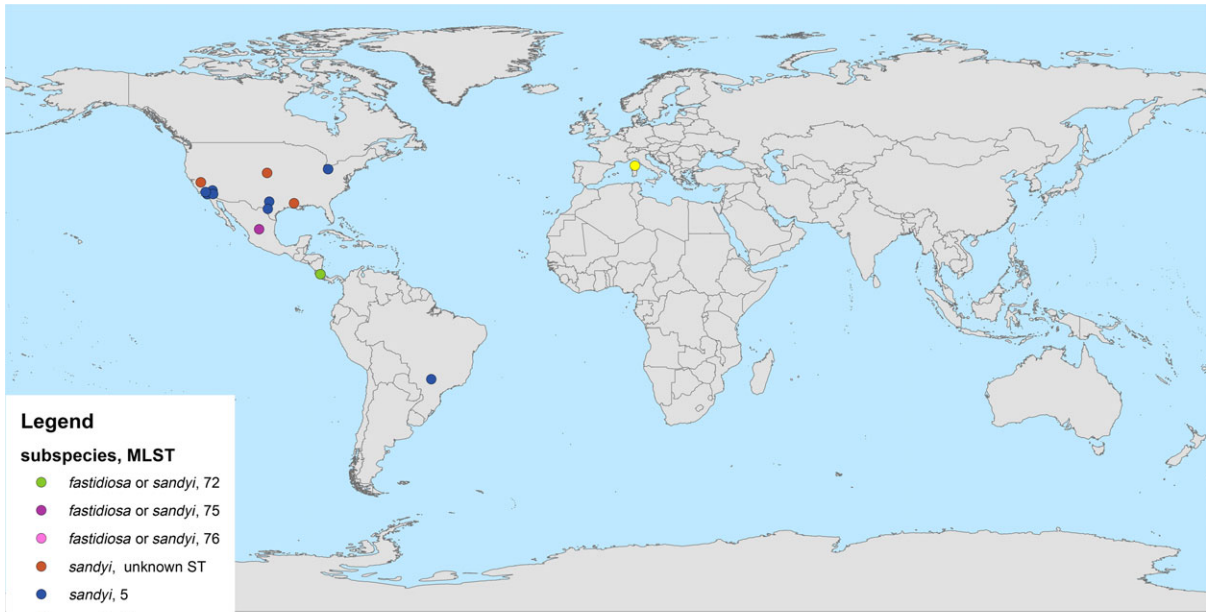 Legend
subspecies, MLST
fastidiosa or sandyi, 72
fastidiosa or sandyi, 75
fastidiosa or sandyi, 76
sandyi, unknown ST
sandyi, 5